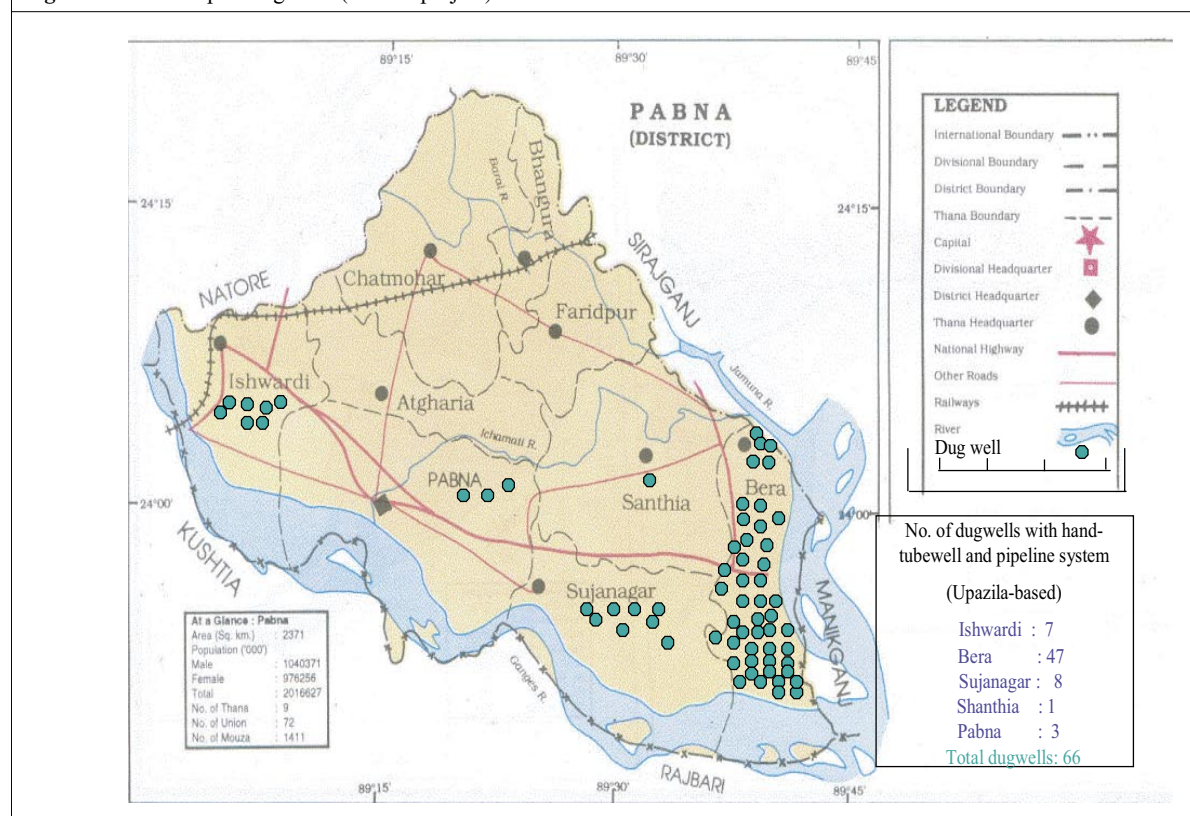 89°15'
89°30'
89°45'
PABNA
(DISTRICT)
LEGEND
International Boundary
Divisional Boundary
District Boundary
Thana Boundary
Capital
Divisional Headquarter
District Headquarter
Thana Headquarter
National Highway
Other Roads
Railways
River
Dug well
24°15'
24°15'
Baral R.
Bhangura
SIRAJGANJ
NATORE
Chatmohar
Faridpur
Jamuna R.
Ishwardi
Atgharia
Ichamati R.
PABNA
Santhia
Bera
24°00'
24°00'
KUSHTIA
Sujanagar
MANIKGANJ
Ganges R.
RAJBARI
At a Glance : Pabna
Area (Sq. km.) : 2371
Population ('000)
Male : 1040371
Female : 976256
Total : 2016627
No. of Thana : 9
No. of Union : 72
No. of Mouza : 1411
No. of dugwells with hand-
tubewell and pipeline system
(Upazila-based)
Ishwardi : 7
Bera : 47
Sujanagar : 8
Shanthia : 1
Pabna : 3
Total dugwells: 66
89°15'
89°30'
89°45'